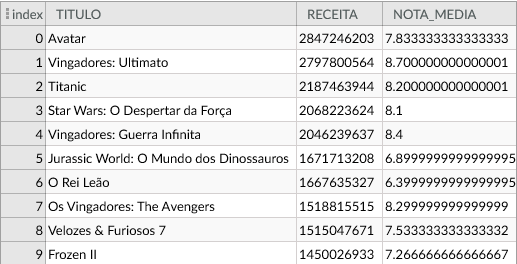 index TITULO RECEITA NOTA_MEDIA
0 Avatar 2847246203 7.833333333333333
1 Vingadores: Ultimato 2797800564 8.700000000000001
2 Titanic 2187463944 8.200000000000001
3 Star Wars: O Despertar da Força 2068223624 8.1
4 Vingadores: Guerra Infinita 2046239637 8.4
5 Jurassic World: O Mundo dos Dinossauros 1671713208 6.8999999999999995
6 O Rei Leão 1667635327 6.3999999999999995
7 Os Vingadores: The Avengers 1518815515 8.299999999999999
8 Velozes & Furiosos 7 1515047671 7.533333333333332
9 Frozen II 1450026933 7.266666666666667